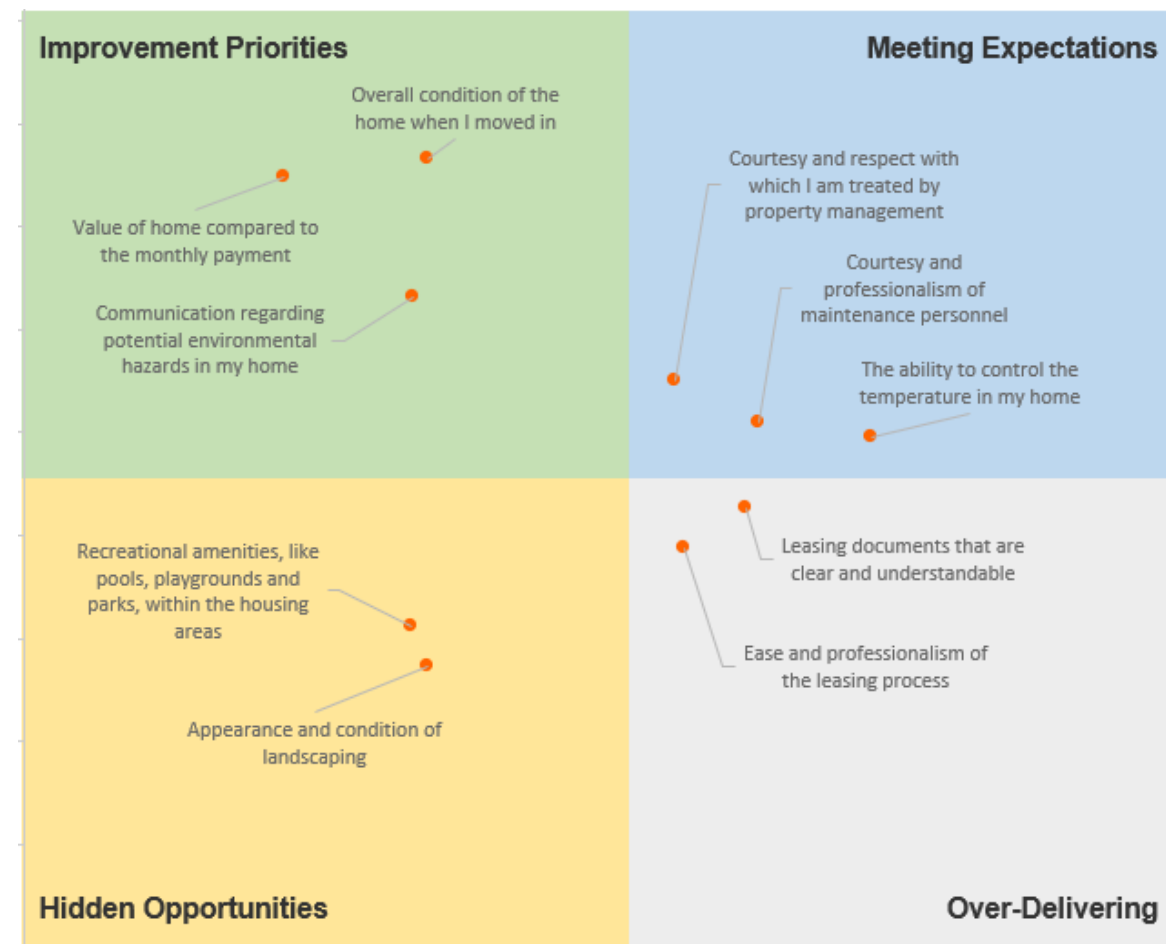 Improvement Priorities
Meeting Expectations
Overall condition of the
home when I moved in
Value of home compared to
the monthly payment
Communication regarding
potential environmental
hazards in my home
Courtesy and respect with
which I am treated by
property management
Courtesy and
professionalism of
maintenance personnel
The ability to control the
temperature in my home
Recreational amenities, like
pools, playgrounds and
parks, within the housing
areas
Appearance and condition of
landscaping
Leasing documents that are
clear and understandable
Ease and professionalism of
the leasing process
Hidden Opportunities
Over-Delivering